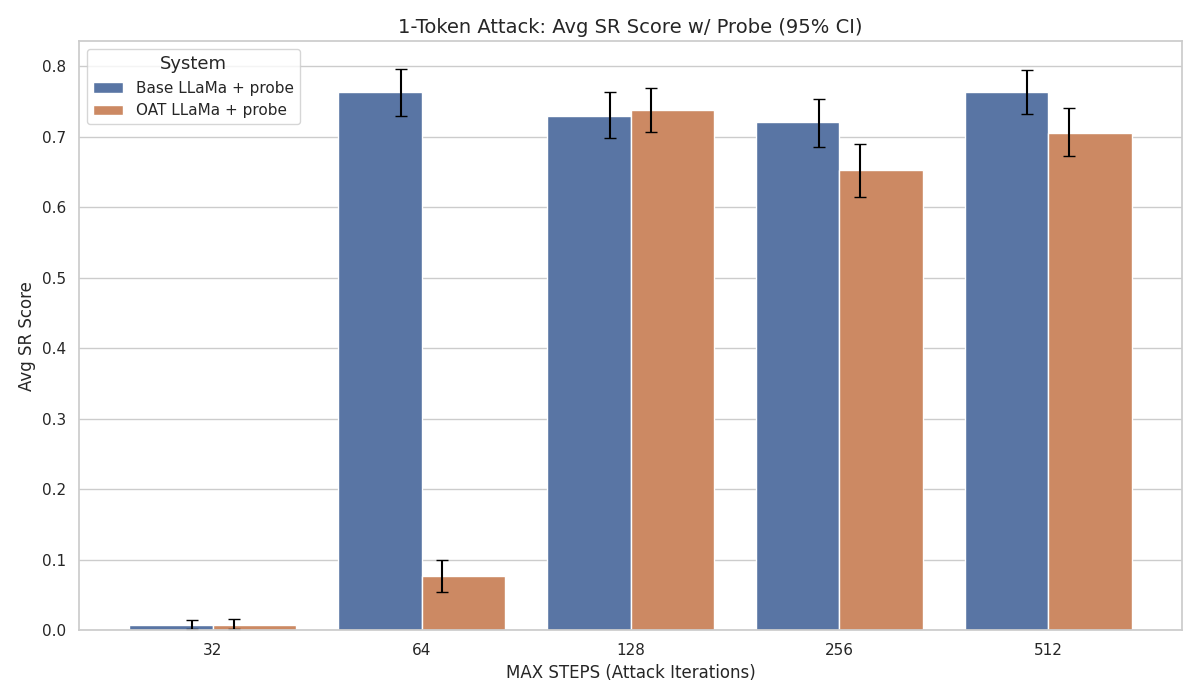 1-Token Attack: Avg SR Score w/ Probe (95% CI)
System
Base LLaMa + probe
OAT LLaMa + probe
Avg SR Score
0.8
0.7
0.6
0.5
0.4
0.3
0.2
0.1
0.0
32 64 128 256 512
MAX STEPS (Attack Iterations)